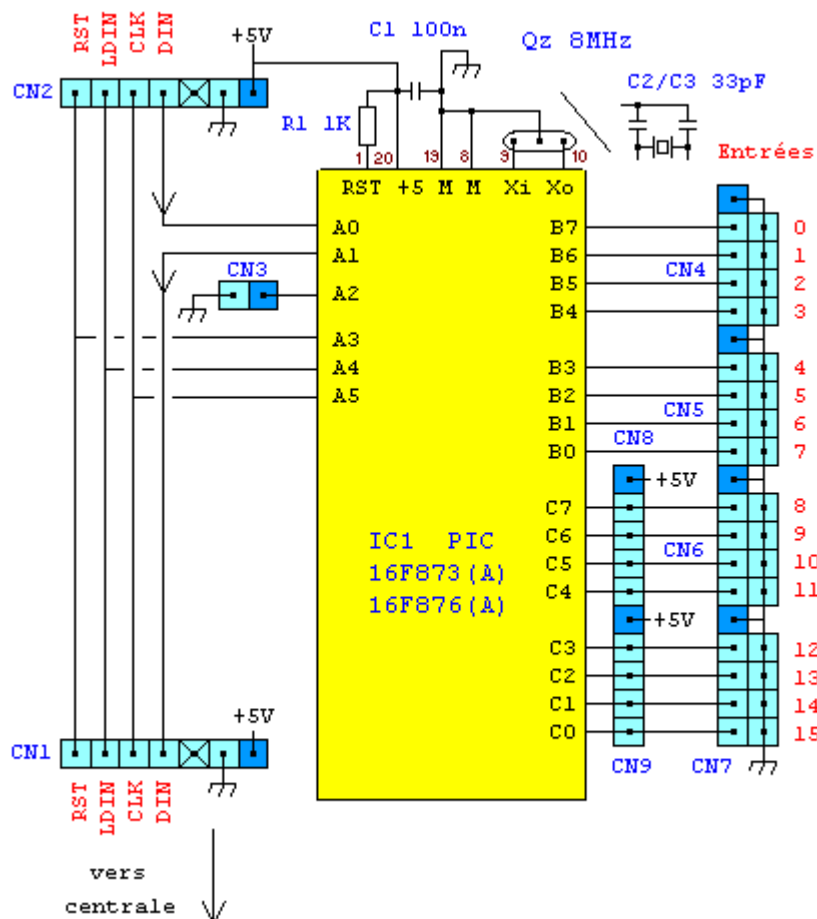 RST LDIN CLK DIN
+5V
C1 100n
Qz 8MHz
CN2
R1 1K
C2/C3 33pF
1 20 19 8 9 10
Entrées
RST +5 M M Xi Xo
A0 B7 0
A1 B6 1
CN3 CN4
A2 B5 2
B4 3
A3 B3 4
A4 B2 5
A5 B1 CN5 6
CN8
B0 7
+5V
C7 8
IC1 PIC C6 9
CN6
16F873(A) C5 10
16F876(A) C4 11
+5V
C3 12
C2 13
+5V C1 14
C0 15
CN1
CN9 CN7
RST LDIN CLK DIN
vers
centrale